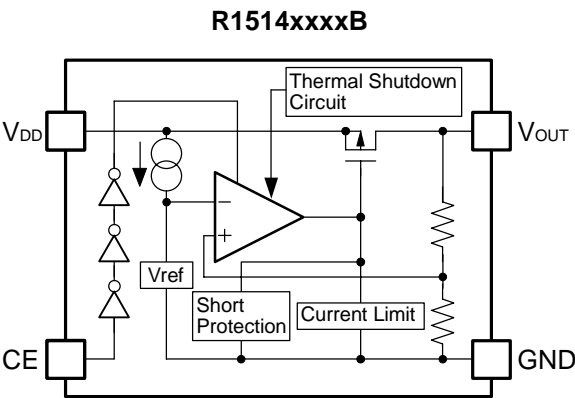 R1514xxxxB
Thermal Shutdown
Circuit
VDD
VOUT
−
+
Vref
Short
Protection
Current Limit
CE
GND